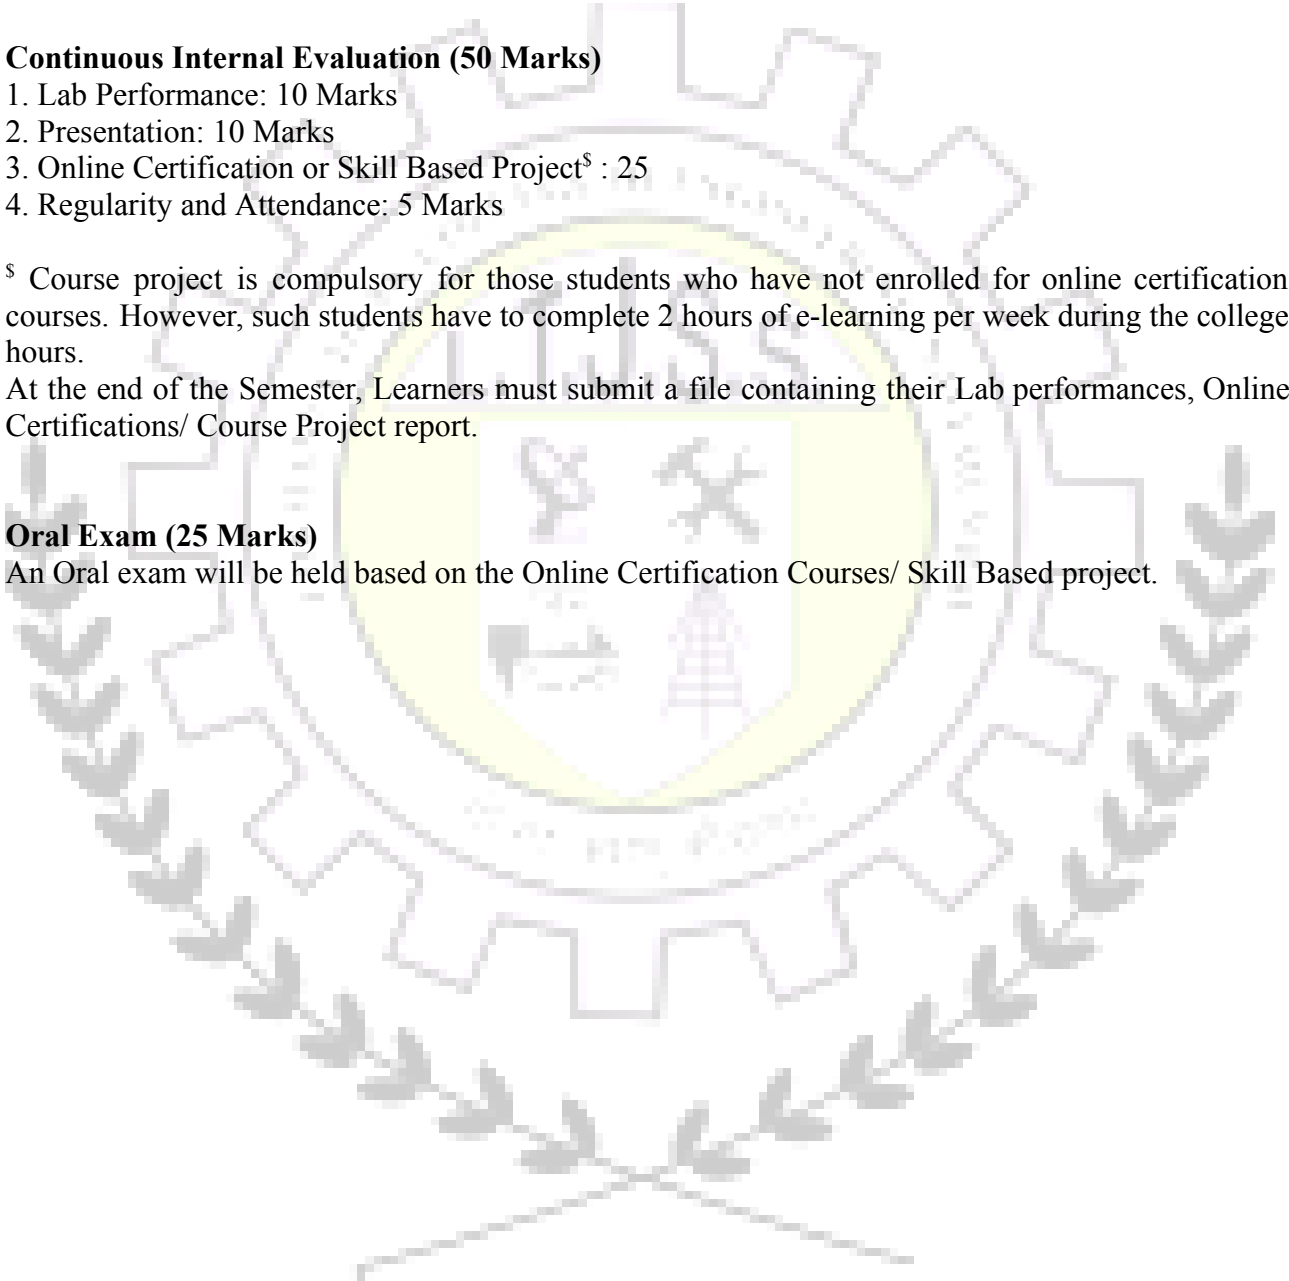 Continuous Internal Evaluation (50 Marks)
1. Lab Performance: 10 Marks
2. Presentation: 10 Marks
3. Online Certification or Skill Based Project$ : 25
4. Regularity and Attendance: 5 Marks
$ Course project is compulsory for those students who have not enrolled for online certification
courses. However, such students have to complete 2 hours of e-learning per week during the college
hours.
At the end of the Semester, Learners must submit a file containing their Lab performances, Online
Certifications/ Course Project report.
Oral Exam (25 Marks)
An Oral exam will be held based on the Online Certification Courses/ Skill Based project.